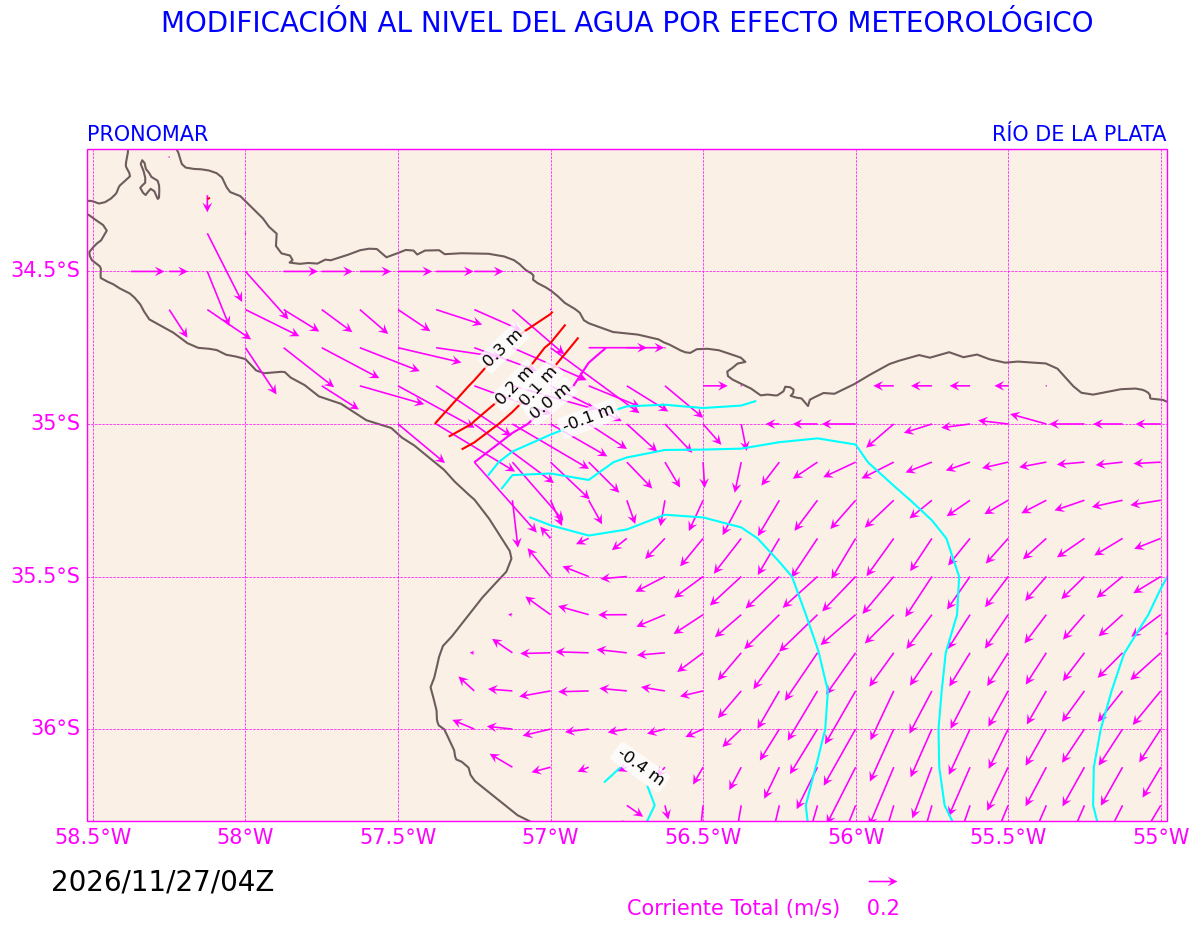 MODIFICACIÓN AL NIVEL DEL AGUA POR EFECTO METEOROLÓGICO
PRONOMAR
RÍO DE LA PLATA
0.3 m
0.2 m
0.1 m
0.0 m
-0.1 m
-0.4 m
34.5°S
35°S
35.5°S
36°S
58.5°W 58°W 57.5°W 57°W 56.5°W 56°W 55.5°W 55°W
2026/11/27/04Z
Corriente Total (m/s) 0.2